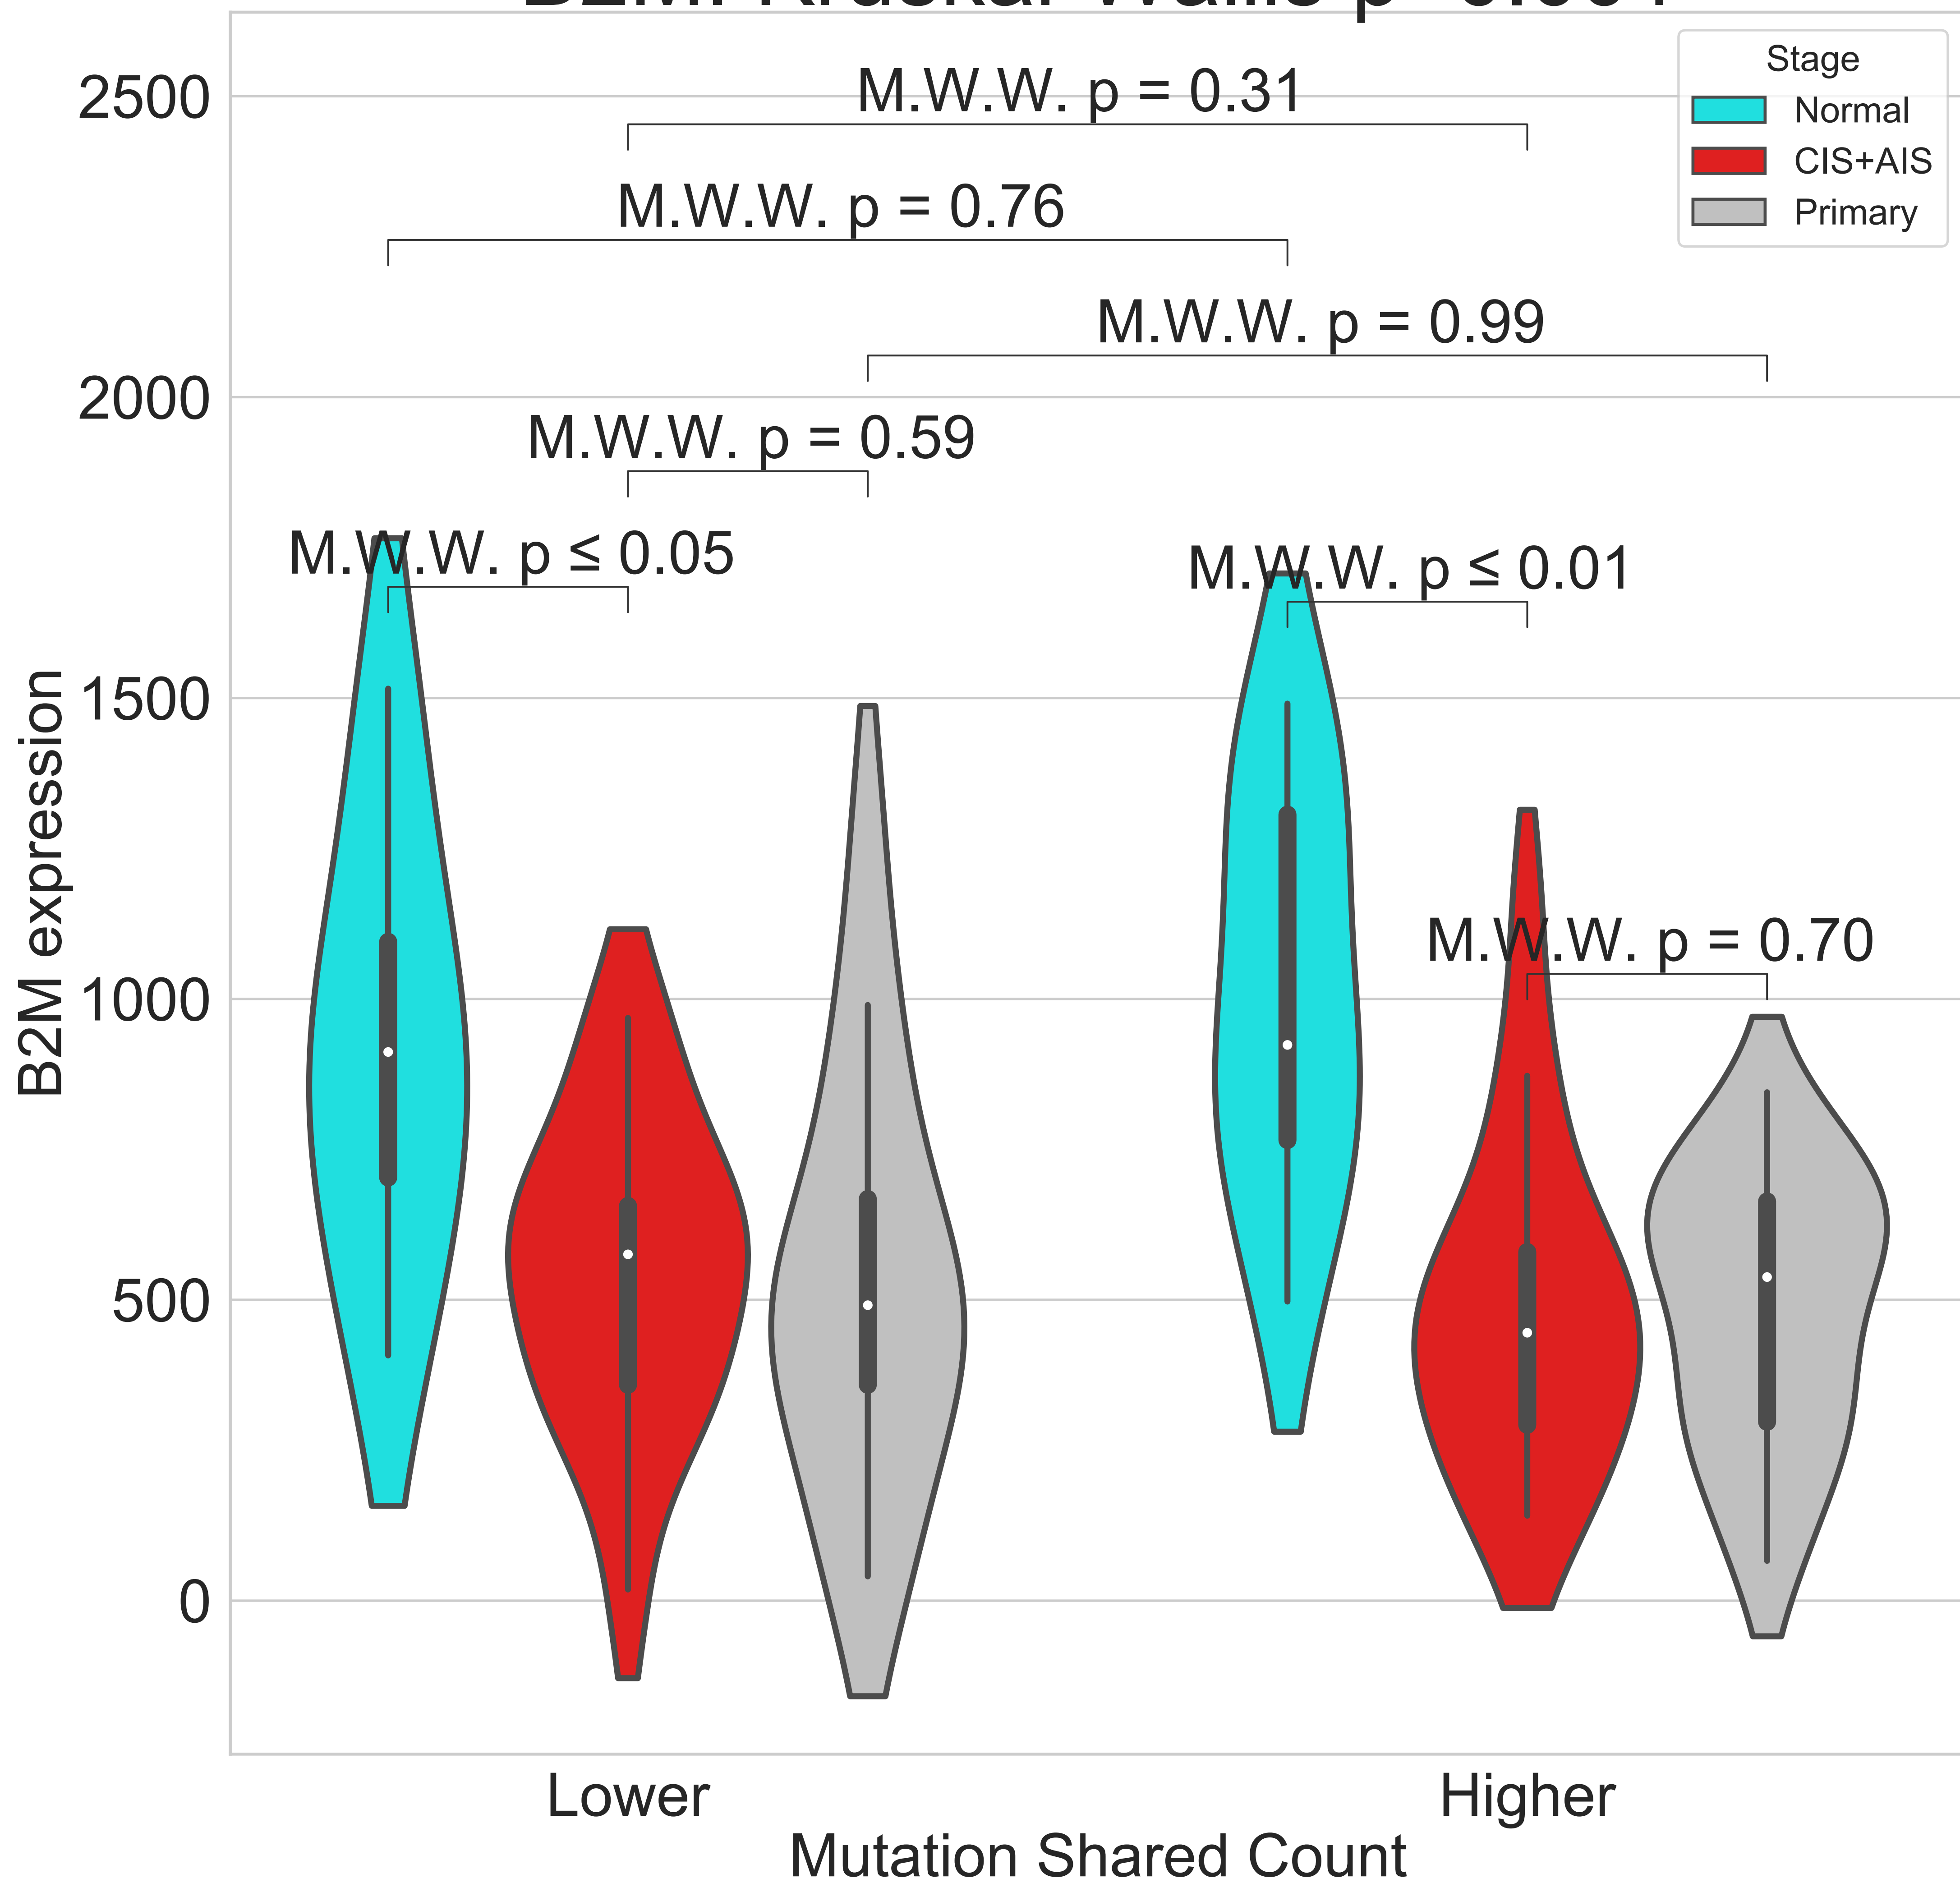 Stage
Normal
CIS+AIS
Primary
M.W.W. p = 0.31
M.W.W. p = 0.76
M.W.W. p = 0.99
M.W.W. p = 0.59
M.W.W. p ≤ 0.05
M.W.W. p ≤ 0.01
M.W.W. p = 0.70
2500
2000
1500
1000
500
0
B2M expression
Lower
Higher
Mutation Shared Count